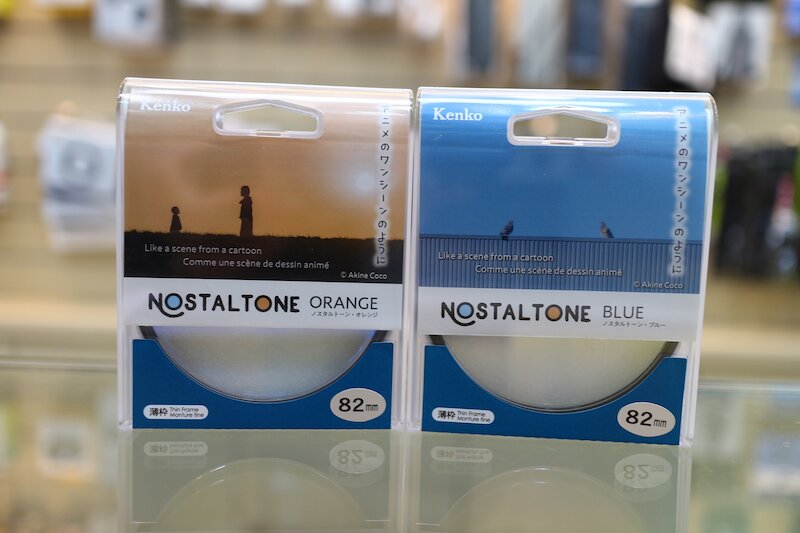 Kenko
アニメのワンシーンのように
Like a scene from a cartoon
Comme une scène de dessin animé
© Akine Coco
NOSTALTONE ORANGE
ノスタルトーン・オレンジ
薄枠 Thin Frame
Monture fine
82mm
Kenko
アニメのワンシーンのように
Like a scene from a cartoon
Comme une scène de dessin animé
© Akine Coco
NOSTALTONE BLUE
ノスタルトーン・ブルー
薄枠 Thin Frame
Monture fine
82mm